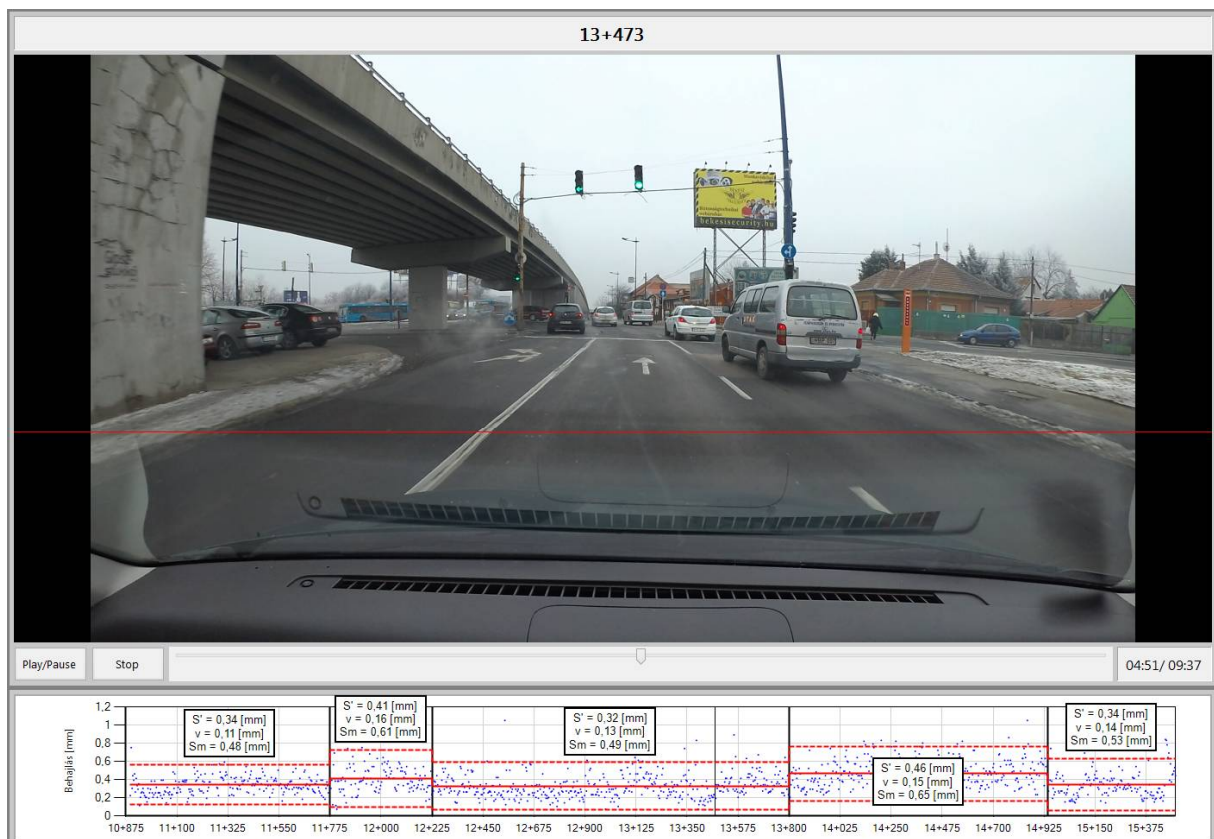 13+473
bekesisecurity.hu
Play/Pause
Stop
04:51/ 09:37
Behajlás [mm]
1,2
1
0,8
0,6
0,4
0,2
0
S' = 0,34 [mm]
v = 0,11 [mm]
Sm = 0,48 [mm]
S' = 0,41 [mm]
v = 0,16 [mm]
Sm = 0,61 [mm]
S' = 0,32 [mm]
v = 0,13 [mm]
Sm = 0,49 [mm]
S' = 0,46 [mm]
v = 0,15 [mm]
Sm = 0,65 [mm]
S' = 0,34 [mm]
v = 0,14 [mm]
Sm = 0,53 [mm]
10+875 11+100 11+325 11+550 11+775 12+000 12+225 12+450 12+675 12+900 13+125 13+350 13+575 13+800 14+025 14+250 14+475 14+700 14+925 15+150 15+375